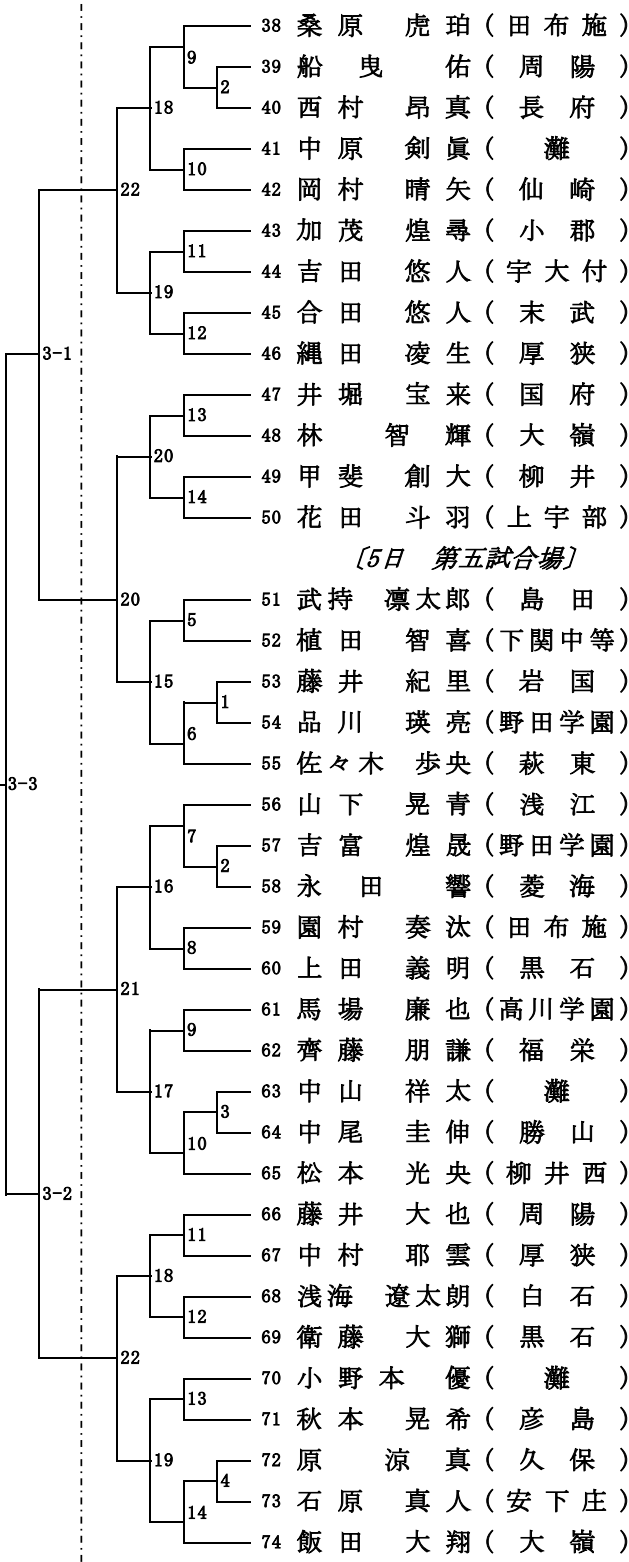 38 桑原 虎珀 (田布施)
9
39 船曳 佑 (周陽)
2
18
40 西村 昂真 (長府)
41 中原 剣眞 (灘)
10
22
42 岡村 晴矢 (仙崎)
43 加茂 煌尋 (小郡)
11
44 吉田 悠人 (宇大付)
19
45 合田 悠人 (末武)
12
3-1
46 縄田 凌生 (厚狭)
47 井堀 宝来 (国府)
13
48 林 智輝 (大嶺)
20
49 甲斐 創大 (柳井)
14
50 花田 斗羽 (上宇部)
〔5日 第五試合場〕
20
51 武持 凛太郎 (島田)
5
52 植田 智喜 (下関中等)
15
53 藤井 紀里 (岩国)
1
54 品川 瑛亮 (野田学園)
6
55 佐々木 歩央 (萩東)
3-3
56 山下 晃青 (浅江)
7
57 吉富 煌晟 (野田学園)
2
16
58 永田 響 (菱海)
59 園村 奏汰 (田布施)
8
60 上田 義明 (黒石)
21
61 馬場 廉也 (高川学園)
9
62 齊藤 朋謙 (福栄)
17
63 中山 祥太 (灘)
3
64 中尾 圭伸 (勝山)
10
65 松本 光央 (柳井西)
3-2
66 藤井 大也 (周陽)
11
67 中村 耶雲 (厚狭)
18
68 浅海 遼太朗 (白石)
12
69 衛藤 大獅 (黒石)
22
70 小野本 優 (灘)
13
71 秋本 晃希 (彦島)
19
72 原 涼真 (久保)
4
73 石原 真人 (安下庄)
14
74 飯田 大翔 (大嶺)